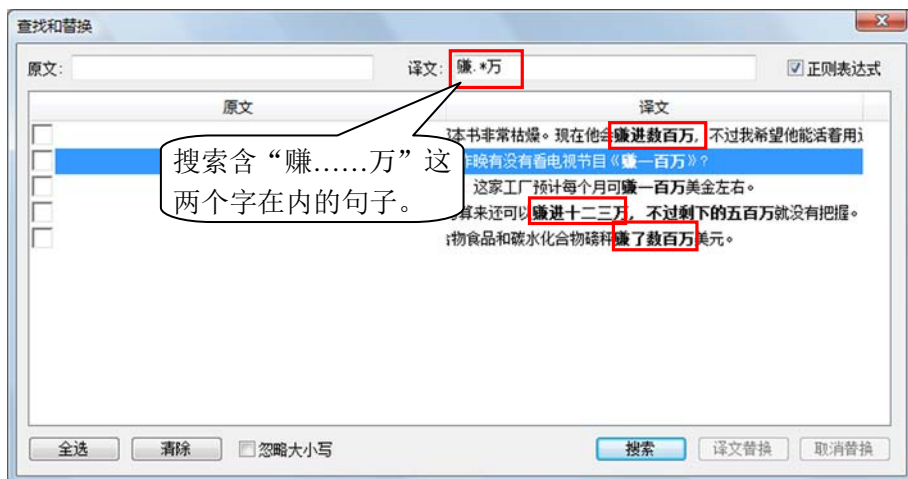 查找和替换
原文:
译文: 赚.*万
正则表达式
原文 译文
本书非常枯燥。现在他会赚进数百万，不过我希望他能活着用
昨晚有没有看电视节目《赚一百万》？
这家工厂预计每个月可赚一百万美金左右。
算来还可以赚进十二三万，不过剩下的五百万就没有把握。
物食品和碳水化合物磅秤赚了数百万美元。
搜索含“赚……万”这
两个字在内的句子。
全选 清除 忽略大小写 搜索 译文替换 取消替换